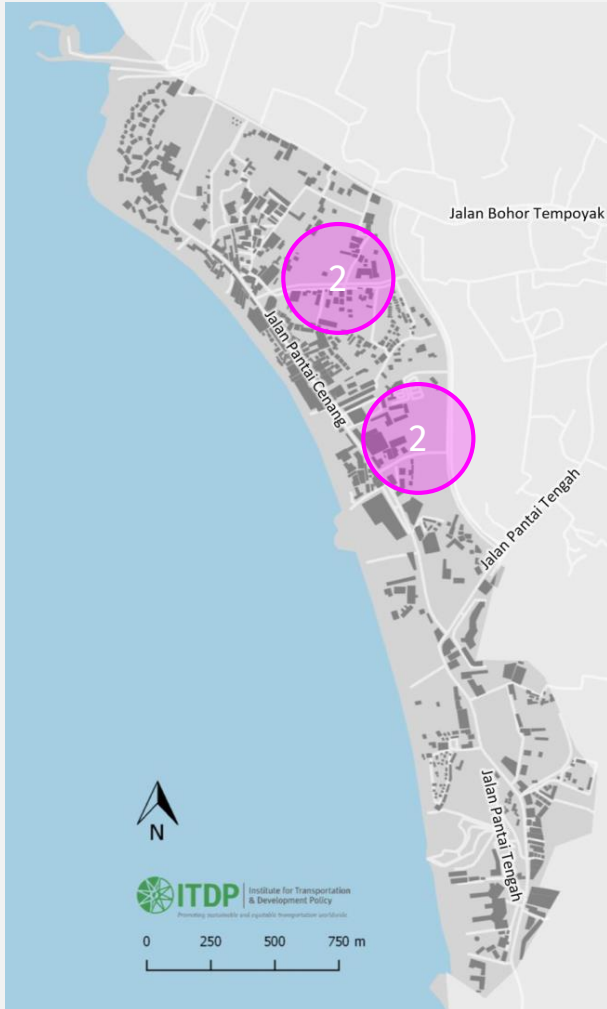 Jalan Bohor Tempoyak
2
Jalan Pantai Cenang
2
Jalan Pantai Tengah
Jalan Pantai Tengah
N
ITDP
Institute for Transportation
& Development Policy
Promoting sustainable and equitable transportation worldwide
0 250 500 750 m